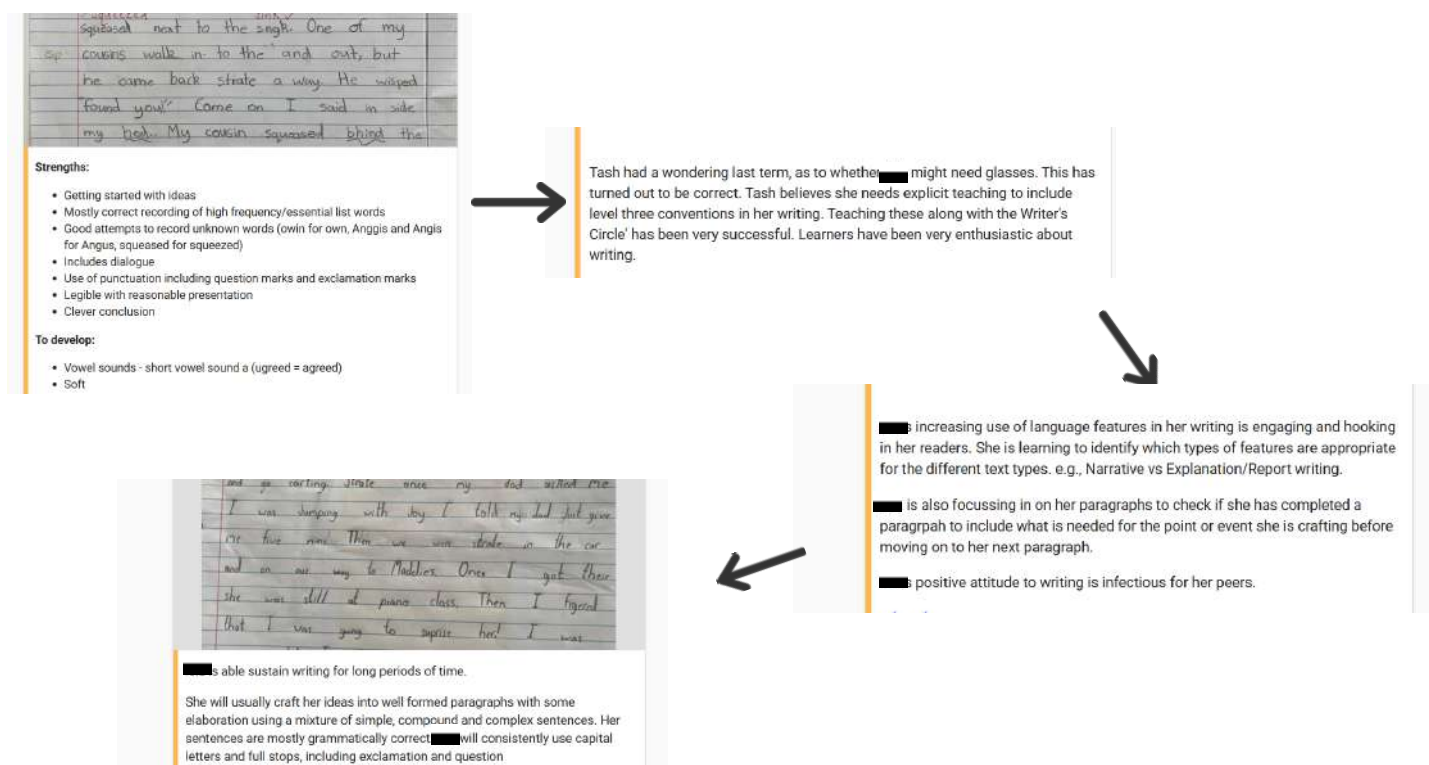 squeased next to the sngk. One of my
cousins walk in to the and out, but
he came back strate a way. He wisped
"found you!" Come on I said in side
my hed. My cousin squeased bhind the
Strengths:
• Getting started with ideas
• Mostly correct recording of high frequency/essential list words
• Good attempts to record unknown words (owin for own, Anggis and Angis
for Angus, squeased for squeezed)
• Includes dialogue
• Use of punctuation including question marks and exclamation marks
• Legible with reasonable presentation
• Clever conclusion
To develop:
• Vowel sounds - short vowel sound a (ugreed = agreed)
• Soft
Tash had a wondering last term, as to whether might need glasses. This has
turned out to be correct. Tash believes she needs explicit teaching to include
level three conventions in her writing. Teaching these along with the Writer's
Circle' has been very successful. Learners have been very enthusiastic about
writing.
s increasing use of language features in her writing is engaging and hooking
in her readers. She is learning to identify which types of features are appropriate
for the different text types. e.g., Narrative vs Explanation/Report writing.
is also focussing in on her paragraphs to check if she has completed a
paragrpah to include what is needed for the point or event she is crafting before
moving on to her next paragraph.
s positive attitude to writing is infectious for her peers.
and go carting. Strate once my dad asked me
I was jumping with joy I told my dad just give
me five mins. Then we were strate in the car
and on our way to Maddies. Once I got there
she was still at piano class. Then I figered
that I was going to suprise her! I was
s able sustain writing for long periods of time.
She will usually craft her ideas into well formed paragraphs with some
elaboration using a mixture of simple, compound and complex sentences. Her
sentences are mostly grammatically correct will consistently use capital
letters and full stops, including exclamation and question